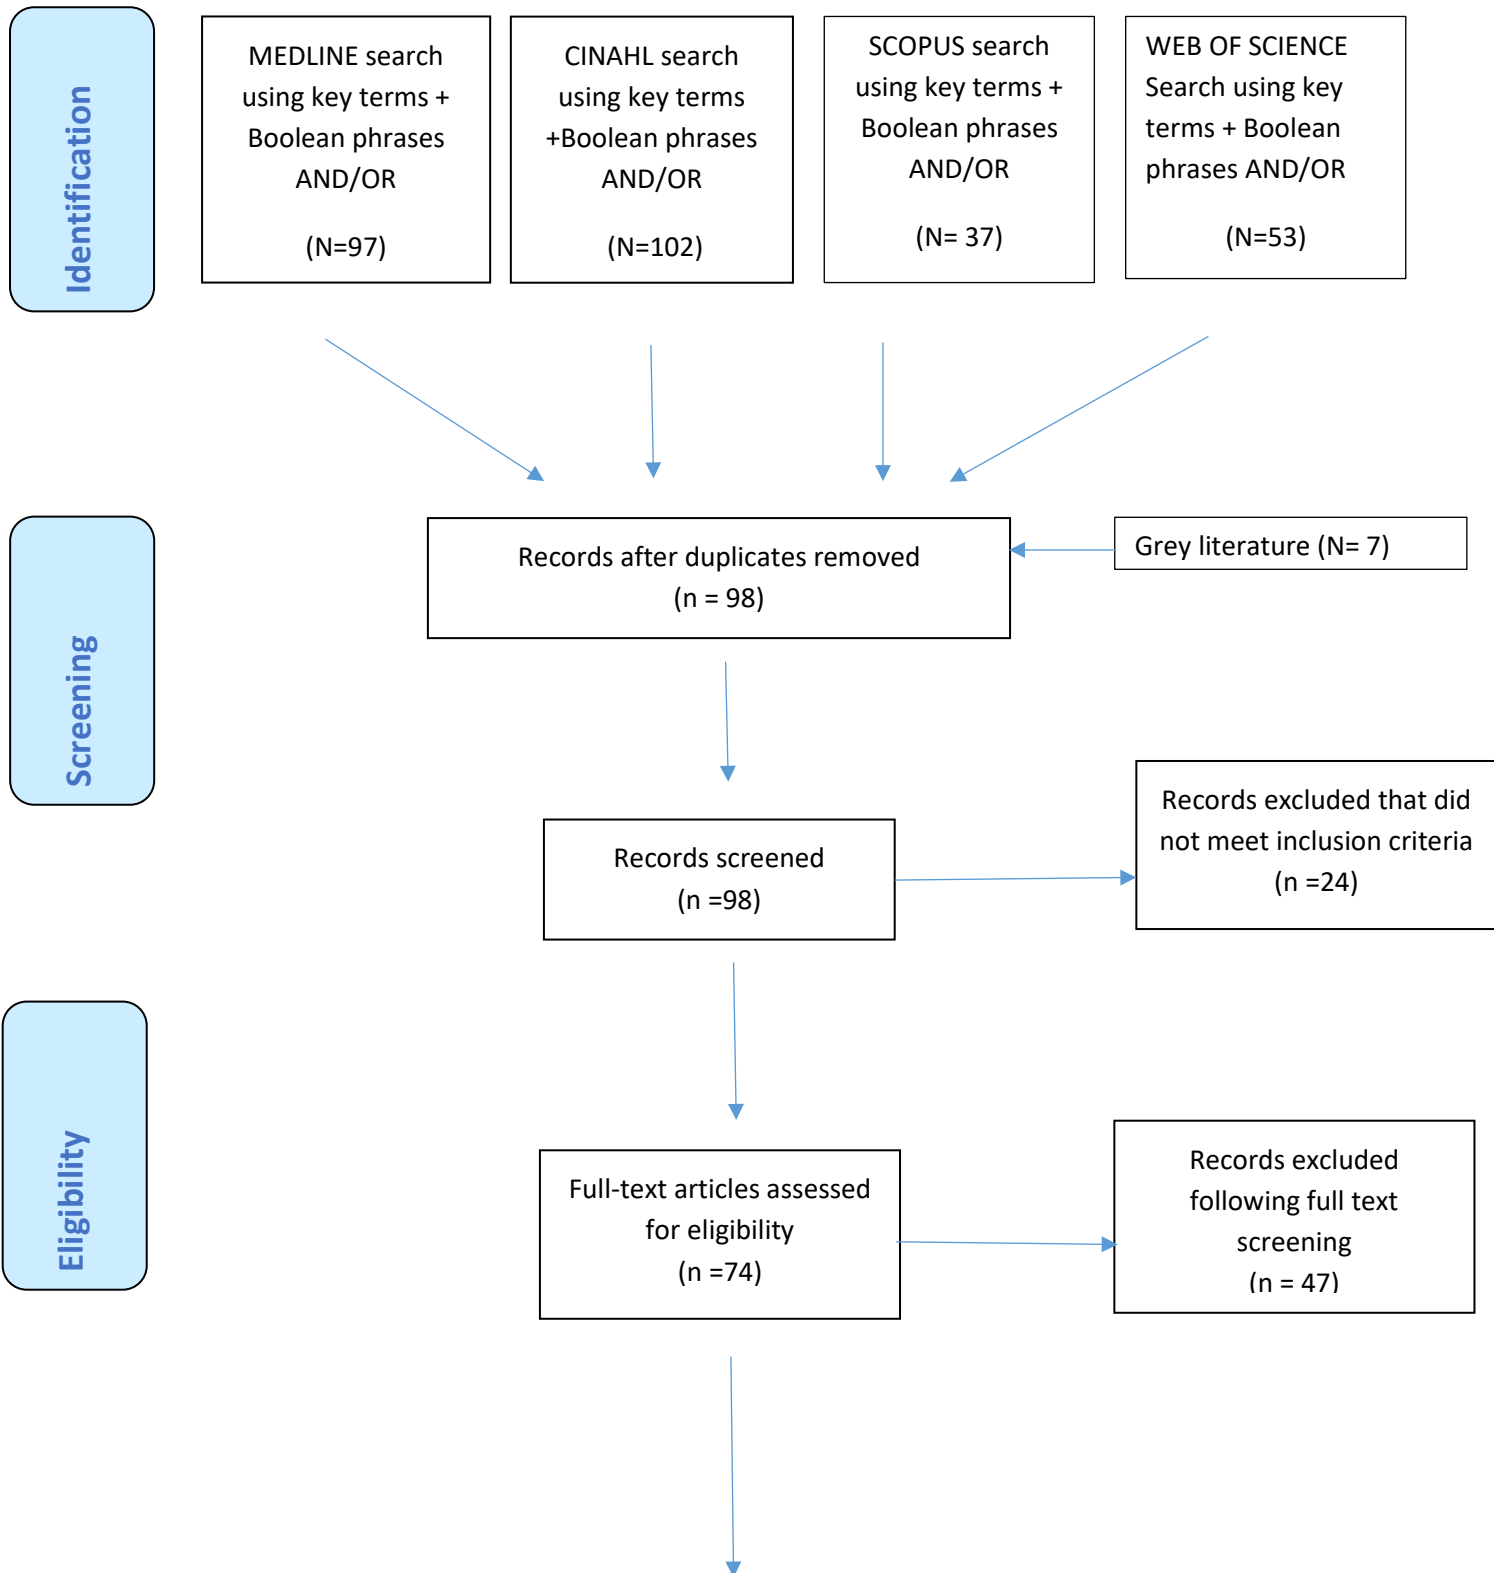 Identification
MEDLINE search
using key terms +
Boolean phrases
AND/OR
(N=97)
CINAHL search
using key terms
+Boolean phrases
AND/OR
(N=102)
SCOPUS search
using key terms +
Boolean phrases
AND/OR
(N= 37)
WEB OF SCIENCE
Search using key
terms + Boolean
phrases AND/OR
(N=53)
Screening
Records after duplicates removed
(n = 98)
Grey literature (N= 7)
Records screened
(n =98)
Records excluded that did
not meet inclusion criteria
(n =24)
Eligibility
Full-text articles assessed
for eligibility
(n =74)
Records excluded
following full text
screening
(n = 47)